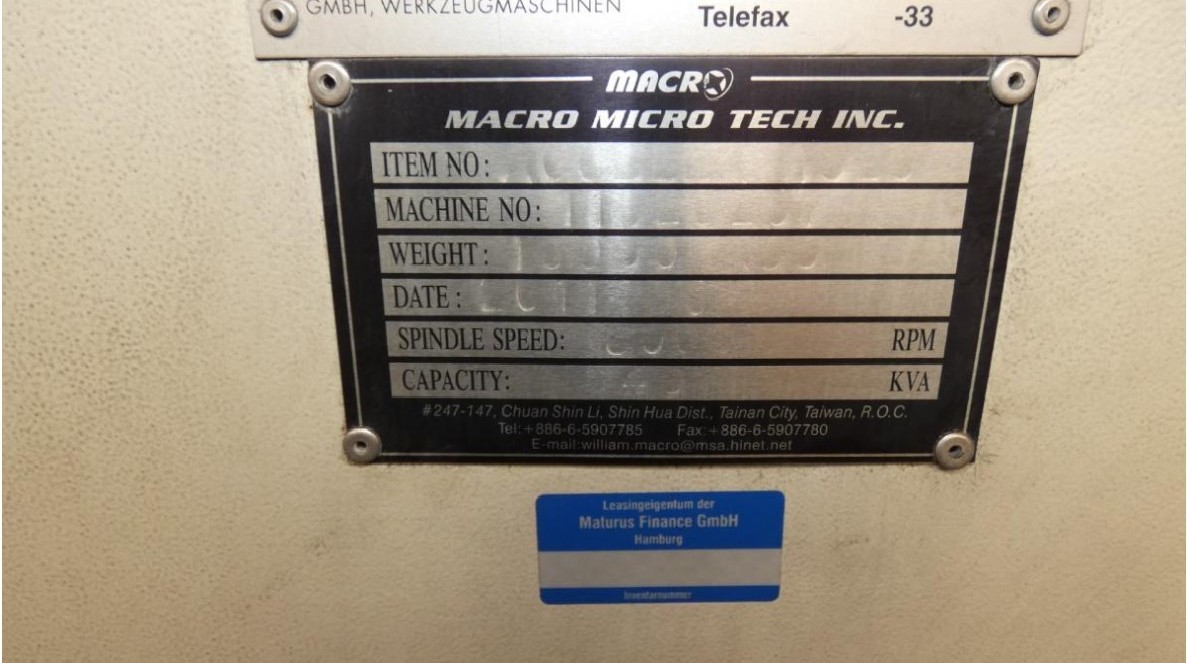 GMBH, WERKZEUGMASCHINEN
Telefax -33
MACRO
MACRO MICRO TECH INC.
ITEM NO:
MACHINE NO:
WEIGHT:
DATE:
SPINDLE SPEED: RPM
CAPACITY: KVA
#247-147, Chuan Shin Li, Shin Hua Dist., Tainan City, Taiwan, R.O.C.
Tel:+886-6-5907785 Fax:+886-6-5907780
E-mail:william.macro@msa.hinet.net
Leasingeigentum der
Maturus Finance GmbH
Hamburg
Inventarnummer